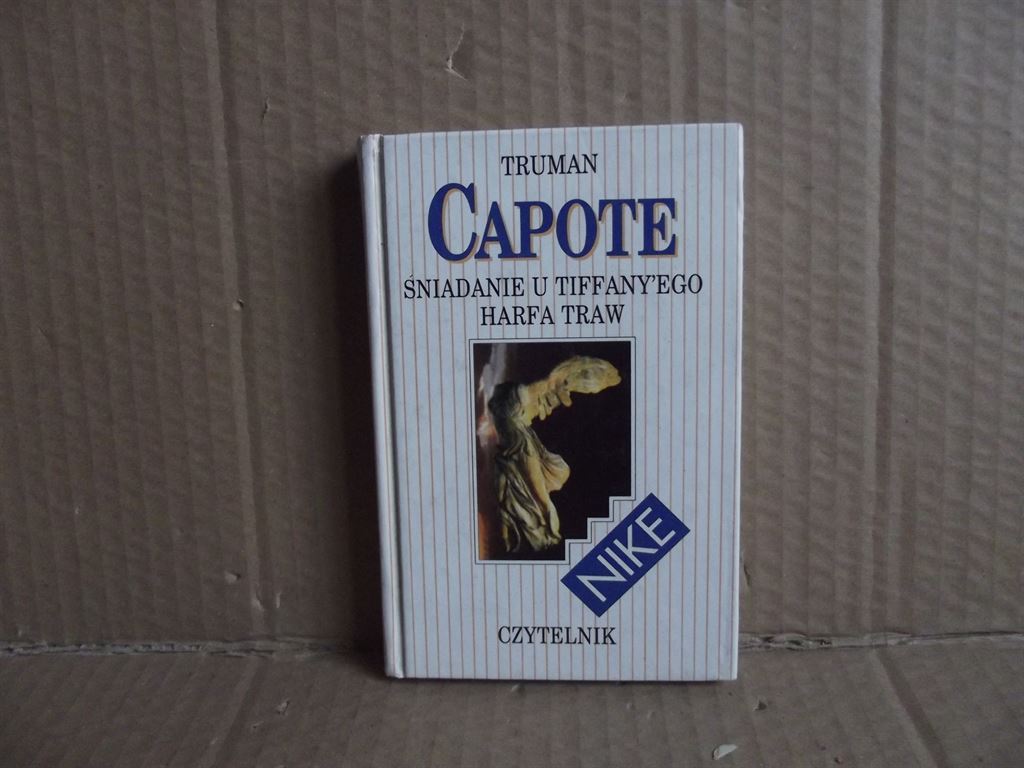 TRUMAN
CAPOTE
ŚNIADANIE U TIFFANY'EGO
HARFA TRAW
NIKE
CZYTELNIK